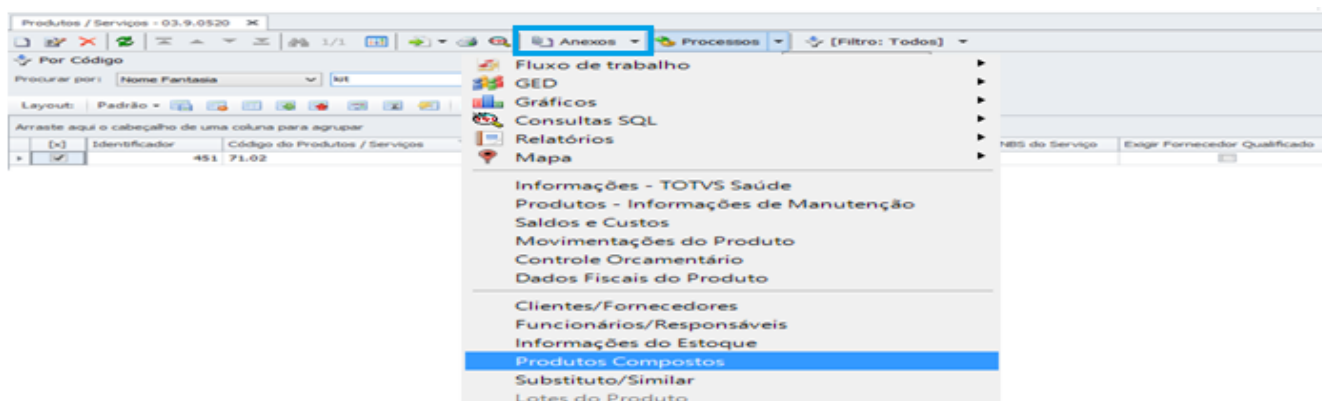 Produtos / Serviços - 03.9.0520
1/1 Anexos Processos [Filtro: Todos]
Por Código
Procurar por: Nome Fantasia kit
Layout: Padrão
Arraste aqui o cabeçalho de uma coluna para agrupar
[x] Identificador Código do Produtos / Serviços NBS do Serviço Exigir Fornecedor Qualificado
451 71.02
Fluxo de trabalho
GED
Gráficos
Consultas SQL
Relatórios
Mapa
Informações - TOTVS Saúde
Produtos - Informações de Manutenção
Saldos e Custos
Movimentações do Produto
Controle Orcamentário
Dados Fiscais do Produto
Clientes/Fornecedores
Funcionários/Responsáveis
Informações do Estoque
Produtos Compostos
Substituto/Similar
Lotes do Produto